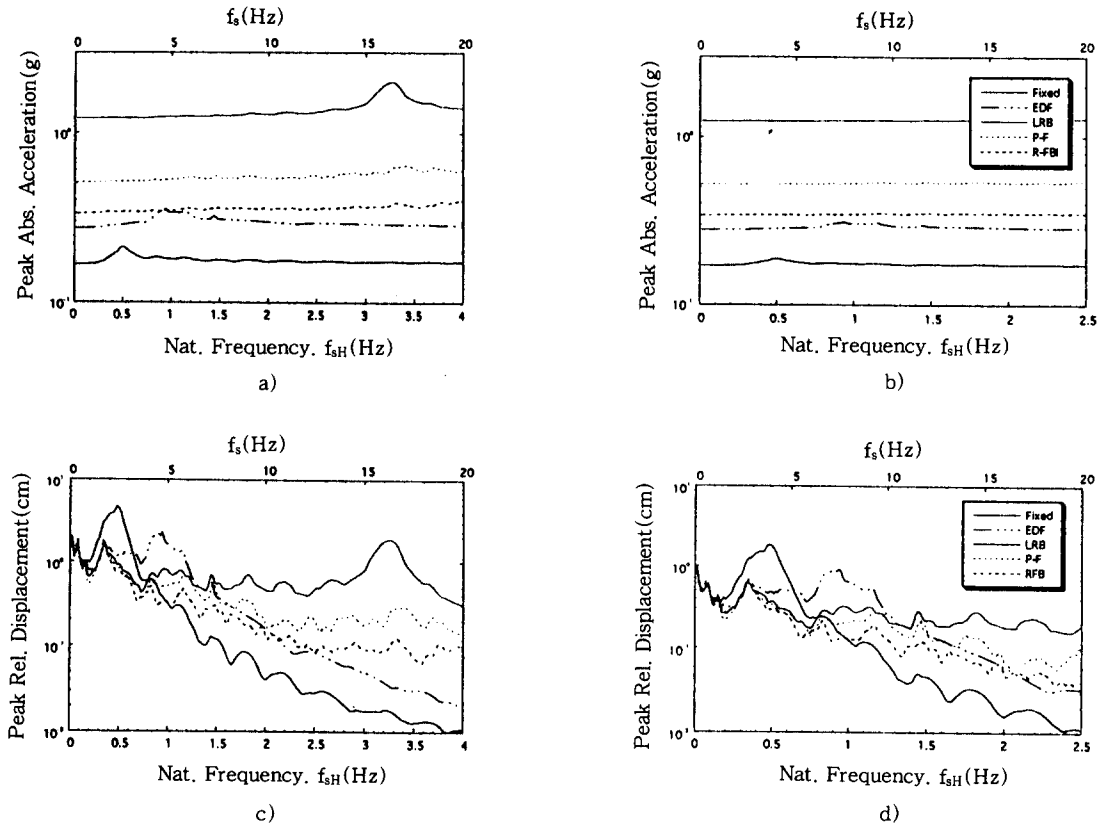 fs(Hz)
0 5 10 15 20
Peak Abs. Acceleration(g)
10⁰
10⁻¹
0 0.5 1 1.5 2 2.5 3 3.5 4
Nat. Frequency. fsH(Hz)
a)
fs(Hz)
0 5 10 15 20
Peak Abs. Acceleration(g)
10⁰
10⁻¹
Fixed
EDF
LRB
P-F
R-FBI
0 0.5 1 1.5 2 2.5
Nat. Frequency. fsH(Hz)
b)
fs(Hz)
0 5 10 15 20
Peak Rel. Displacement(cm)
10¹
10⁰
0 0.5 1 1.5 2 2.5 3 3.5 4
Nat. Frequency. fsH(Hz)
c)
fs(Hz)
0 5 10 15 20
Peak Rel. Displacement(cm)
10¹
10⁰
Fixed
EDF
LRB
P-F
RFB
0 0.5 1 1.5 2 2.5
Nat. Frequency. fsH(Hz)
d)